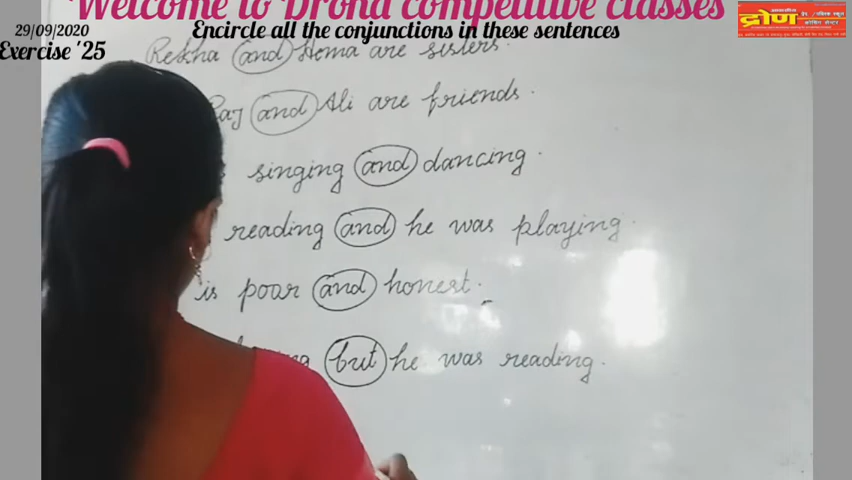 Welcome to Drona competitive classes
29/09/2020
Encircle all the conjunctions in these sentences
Exercise '25
द्रोण
Rekha and Hema are sisters.
Raj and Ali are friends.
singing and dancing.
reading and he was playing.
is poor and honest.
but he was reading.